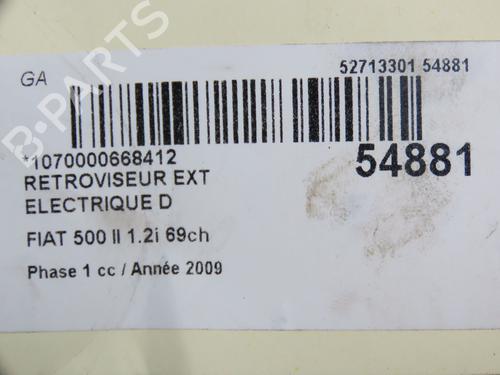 GA
52713301 54881
*1070000668412
54881
RETROVISEUR EXT
ELECTRIQUE D
FIAT 500 II 1.2i 69ch
Phase 1 cc / Année 2009
B-PARTS